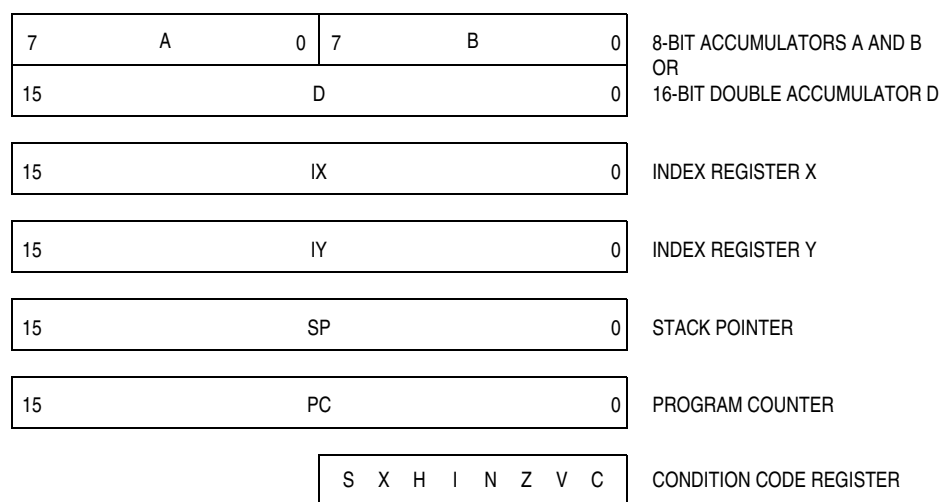 7 A 0 7 B 0 8-BIT ACCUMULATORS A AND B
OR
15 D 0 16-BIT DOUBLE ACCUMULATOR D
15 IX 0 INDEX REGISTER X
15 IY 0 INDEX REGISTER Y
15 SP 0 STACK POINTER
15 PC 0 PROGRAM COUNTER
S X H I N Z V C CONDITION CODE REGISTER